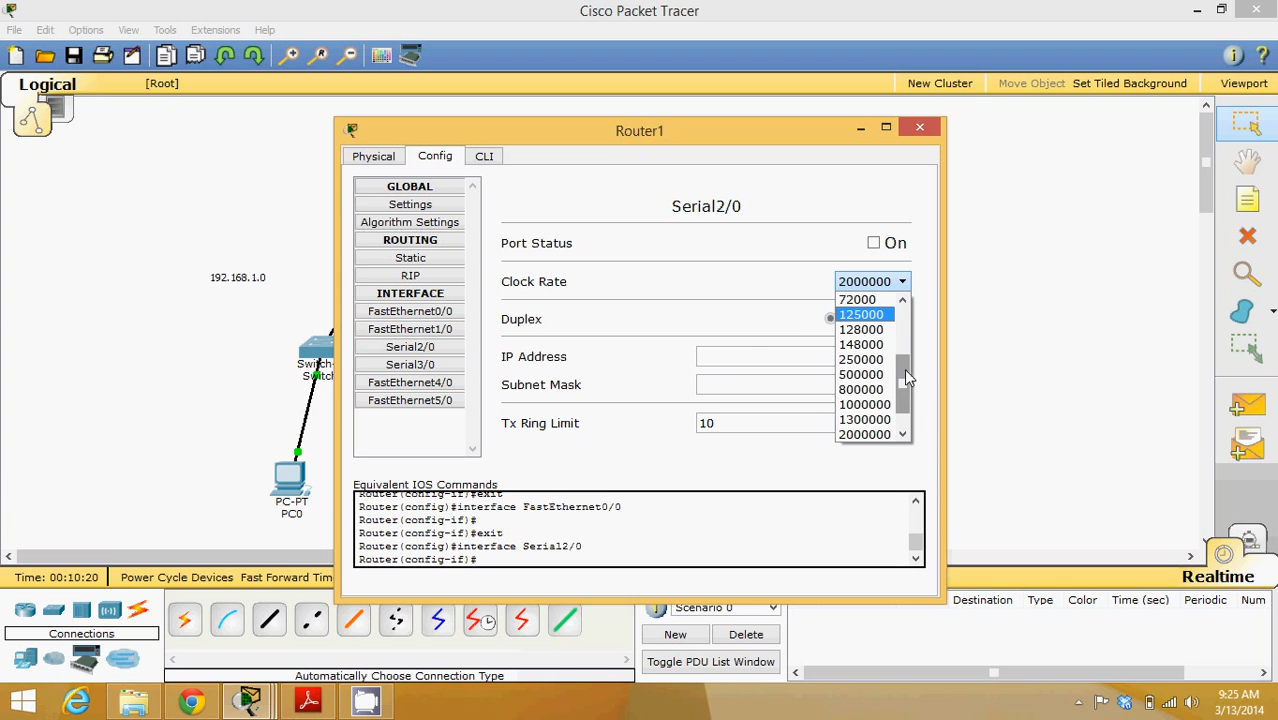 Cisco Packet Tracer
File Edit Options View Tools Extensions Help
Logical
[Root]
New Cluster
Move Object
Set Tiled Background
Viewport
192.168.1.0
Switch-
PC-PT
PC0
Router1
Physical
Config
CLI
GLOBAL
Settings
Algorithm Settings
ROUTING
Static
RIP
INTERFACE
FastEthernet0/0
FastEthernet1/0
Serial2/0
Serial3/0
FastEthernet4/0
FastEthernet5/0
Serial2/0
Port Status
On
Clock Rate
2000000
72000
125000
128000
148000
250000
500000
800000
1000000
1300000
2000000
Duplex
IP Address
Subnet Mask
Tx Ring Limit
10
Equivalent IOS Commands
Router(config-if)#exit
Router(config)#interface FastEthernet0/0
Router(config-if)#
Router(config-if)#exit
Router(config)#interface Serial2/0
Router(config-if)#
Time: 00:10:20
Power Cycle Devices
Fast Forward Tim
Realtime
Connections
Automatically Choose Connection Type
Scenario 0
New
Delete
Toggle PDU List Window
Destination
Type
Color
Time (sec)
Periodic
Num
9:25 AM
3/13/2014